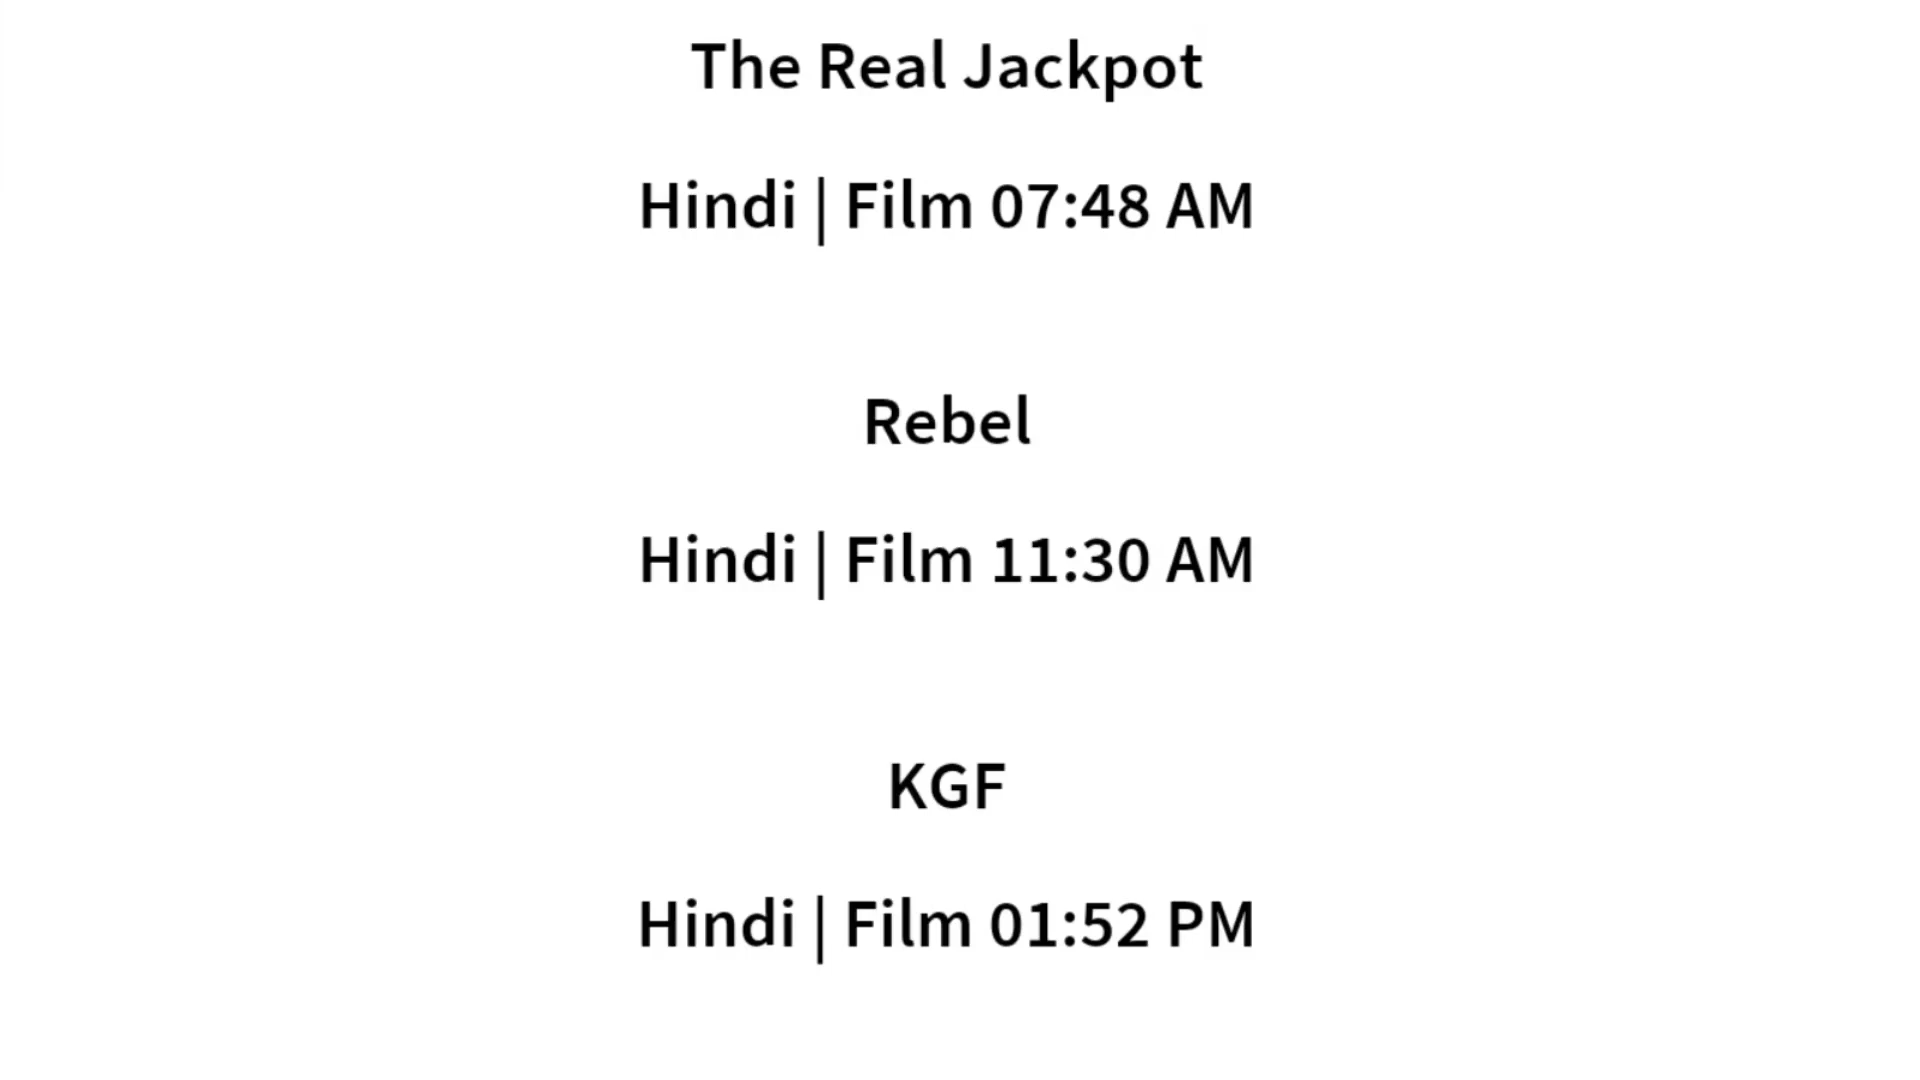 The Real Jackpot
Hindi | Film 07:48 AM
Rebel
Hindi | Film 11:30 AM
KGF
Hindi | Film 01:52 PM